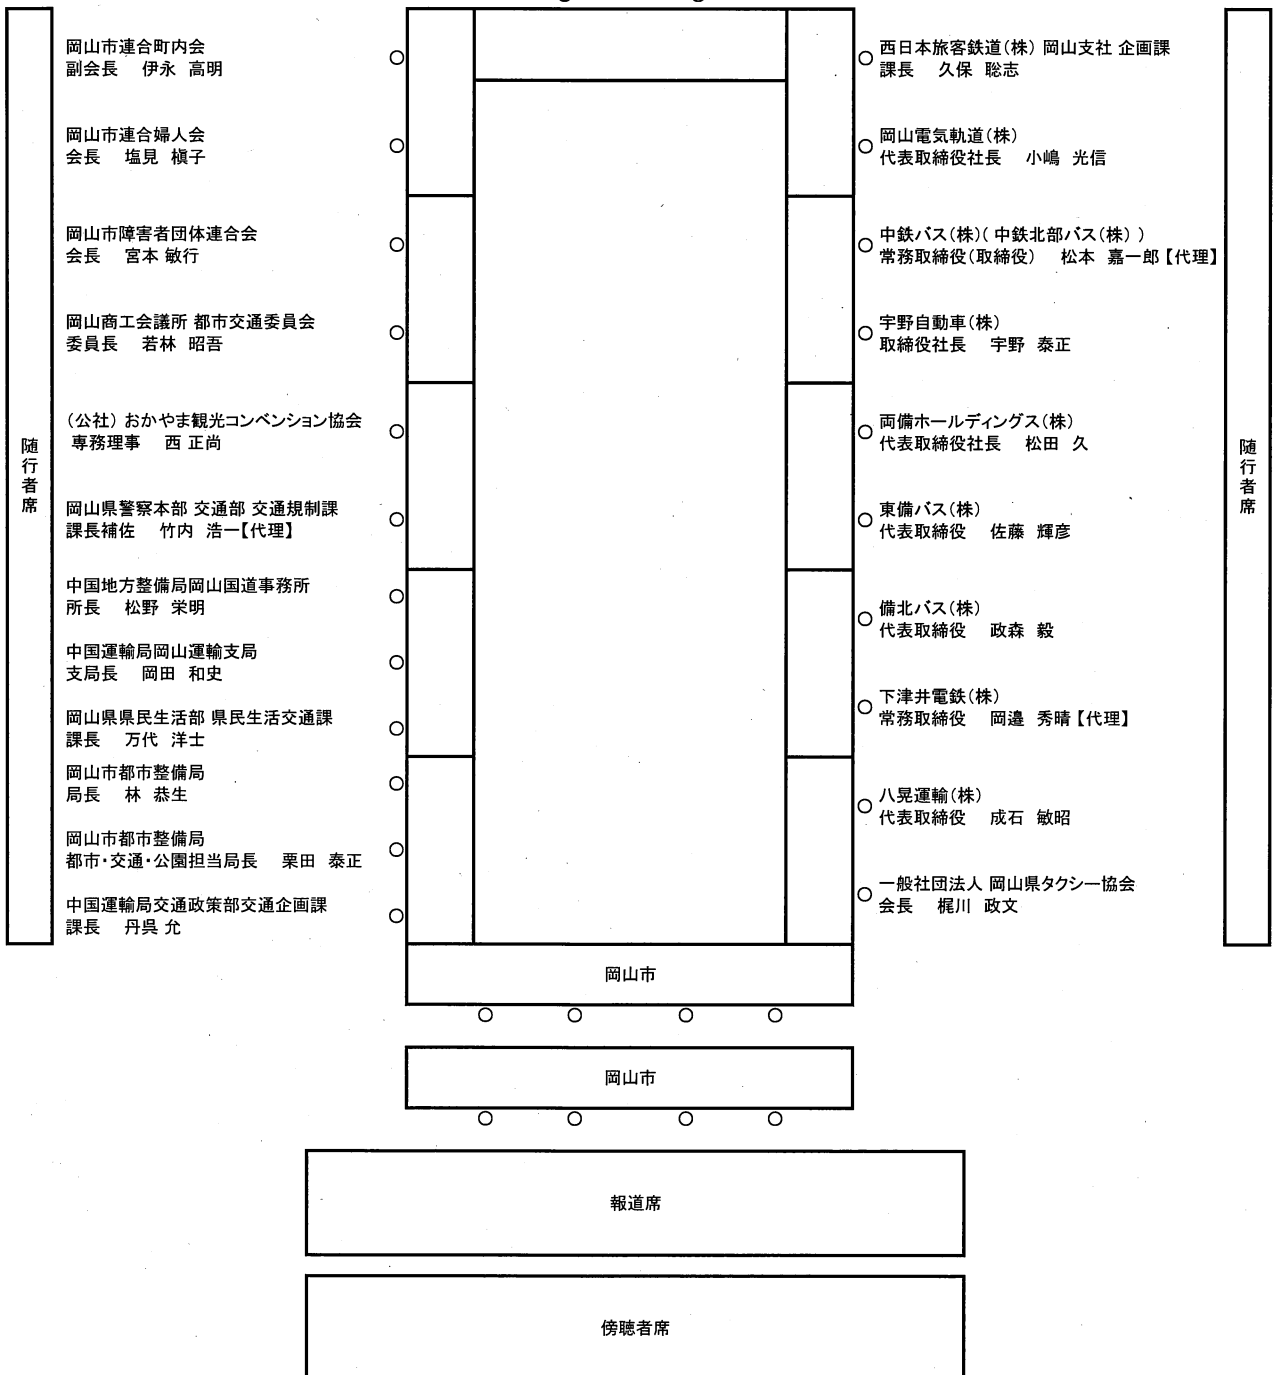 岡山市連合町内会
副会長　伊永 高明
岡山市連合婦人会
会長　塩見 槇子
岡山市障害者団体連合会
会長　宮本 敏行
岡山商工会議所 都市交通委員会
委員長　若林 昭吾
（公社）おかやま観光コンベンション協会
専務理事　西 正尚
岡山県警察本部 交通部 交通規制課
課長補佐　竹内 浩一【代理】
中国地方整備局岡山国道事務所
所長　松野 栄明
中国運輸局岡山運輸支局
支局長　岡田 和史
岡山県県民生活部 県民生活交通課
課長　万代 洋士
岡山市都市整備局
局長　林 恭生
岡山市都市整備局
都市・交通・公園担当局長　栗田 泰正
中国運輸局交通政策部交通企画課
課長　丹呉 允
随行者席
西日本旅客鉄道（株） 岡山支社 企画課
課長　久保 聡志
岡山電気軌道（株）
代表取締役社長　小嶋 光信
中鉄バス（株）（ 中鉄北部バス（株） ）
常務取締役（取締役）　松本 嘉一郎【代理】
宇野自動車（株）
取締役社長　宇野 泰正
両備ホールディングス（株）
代表取締役社長　松田 久
東備バス（株）
代表取締役　佐藤 輝彦
備北バス（株）
代表取締役　政森 毅
下津井電鉄（株）
常務取締役　岡邉 秀晴【代理】
八晃運輸（株）
代表取締役　成石 敏昭
一般社団法人 岡山県タクシー協会
会長　梶川 政文
随行者席
岡山市
岡山市
報道席
傍聴者席